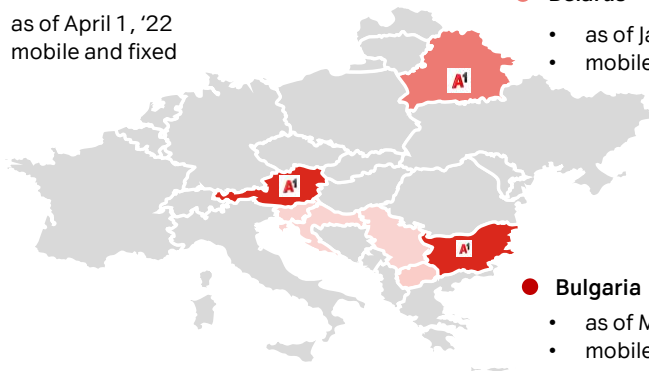 as of April 1, ‘22
mobile and fixed
• as of Ja
• mobile
A1
A1
A1
Bulgaria
• as of M
• mobile